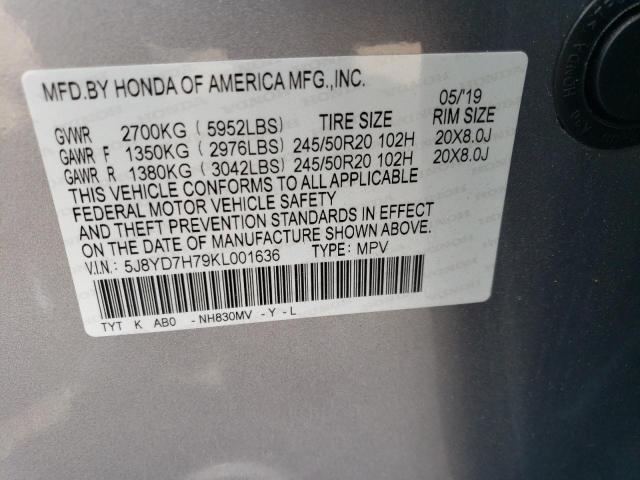 MFD.BY HONDA OF AMERICA MFG.,INC.
05/'19
GVWR 2700KG ( 5952LBS) TIRE SIZE RIM SIZE
GAWR F 1350KG ( 2976LBS) 245/50R20 102H 20X8.0J
GAWR R 1380KG ( 3042LBS) 245/50R20 102H 20X8.0J
THIS VEHICLE CONFORMS TO ALL APPLICABLE
FEDERAL MOTOR VEHICLE SAFETY
AND THEFT PREVENTION STANDARDS IN EFFECT
ON THE DATE OF MANUFACTURE SHOWN ABOVE.
V.I.N.: 5J8YD7H79KL001636 TYPE: MPV
TYT K AB0 - NH830MV - Y - L
HONDA